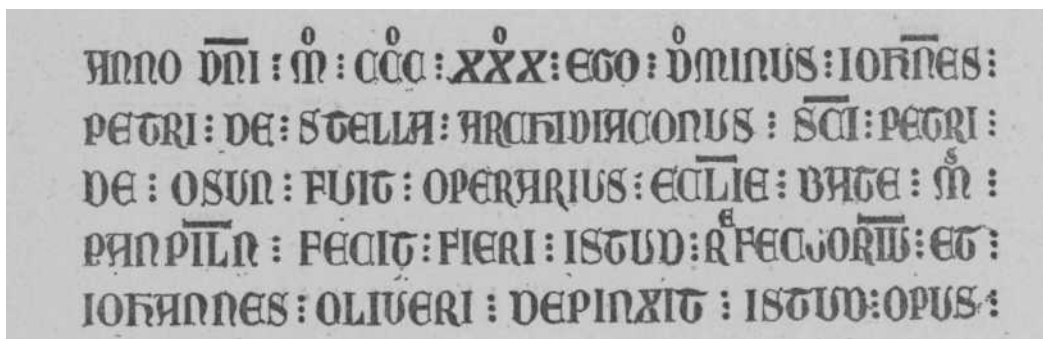 ANNO DNI : M : CCC : XXX : EGO : DMINUS : IOHNES :
PETRI : DE : STELLA : ARCHIDIACONUS : SCI : PETRI :
DE : OSUN : FUIT : OPERARIUS : ECLIE : BATE : M :
PANPILN : FECIT : FIERI : ISTUD : REFECTORIU : ET :
IOHANNES : OLIVERI : DEPINXIT : ISTUD : OPUS :